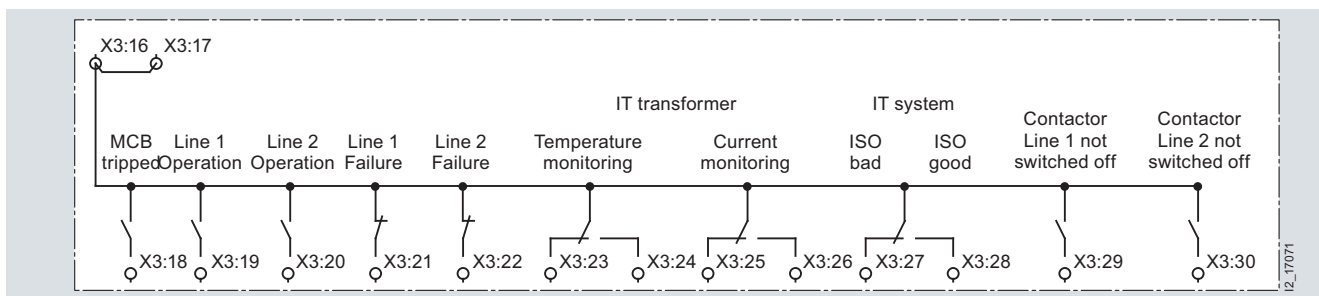 X3:16 X3:17
IT transformer IT system
MCB tripped
Line 1 Operation
Line 2 Operation
Line 1 Failure
Line 2 Failure
Temperature monitoring
Current monitoring
ISO bad
ISO good
Contactor Line 1 not switched off
Contactor Line 2 not switched off
X3:18 X3:19 X3:20 X3:21 X3:22 X3:23 X3:24 X3:25 X3:26 X3:27 X3:28 X3:29 X3:30
I2_17071